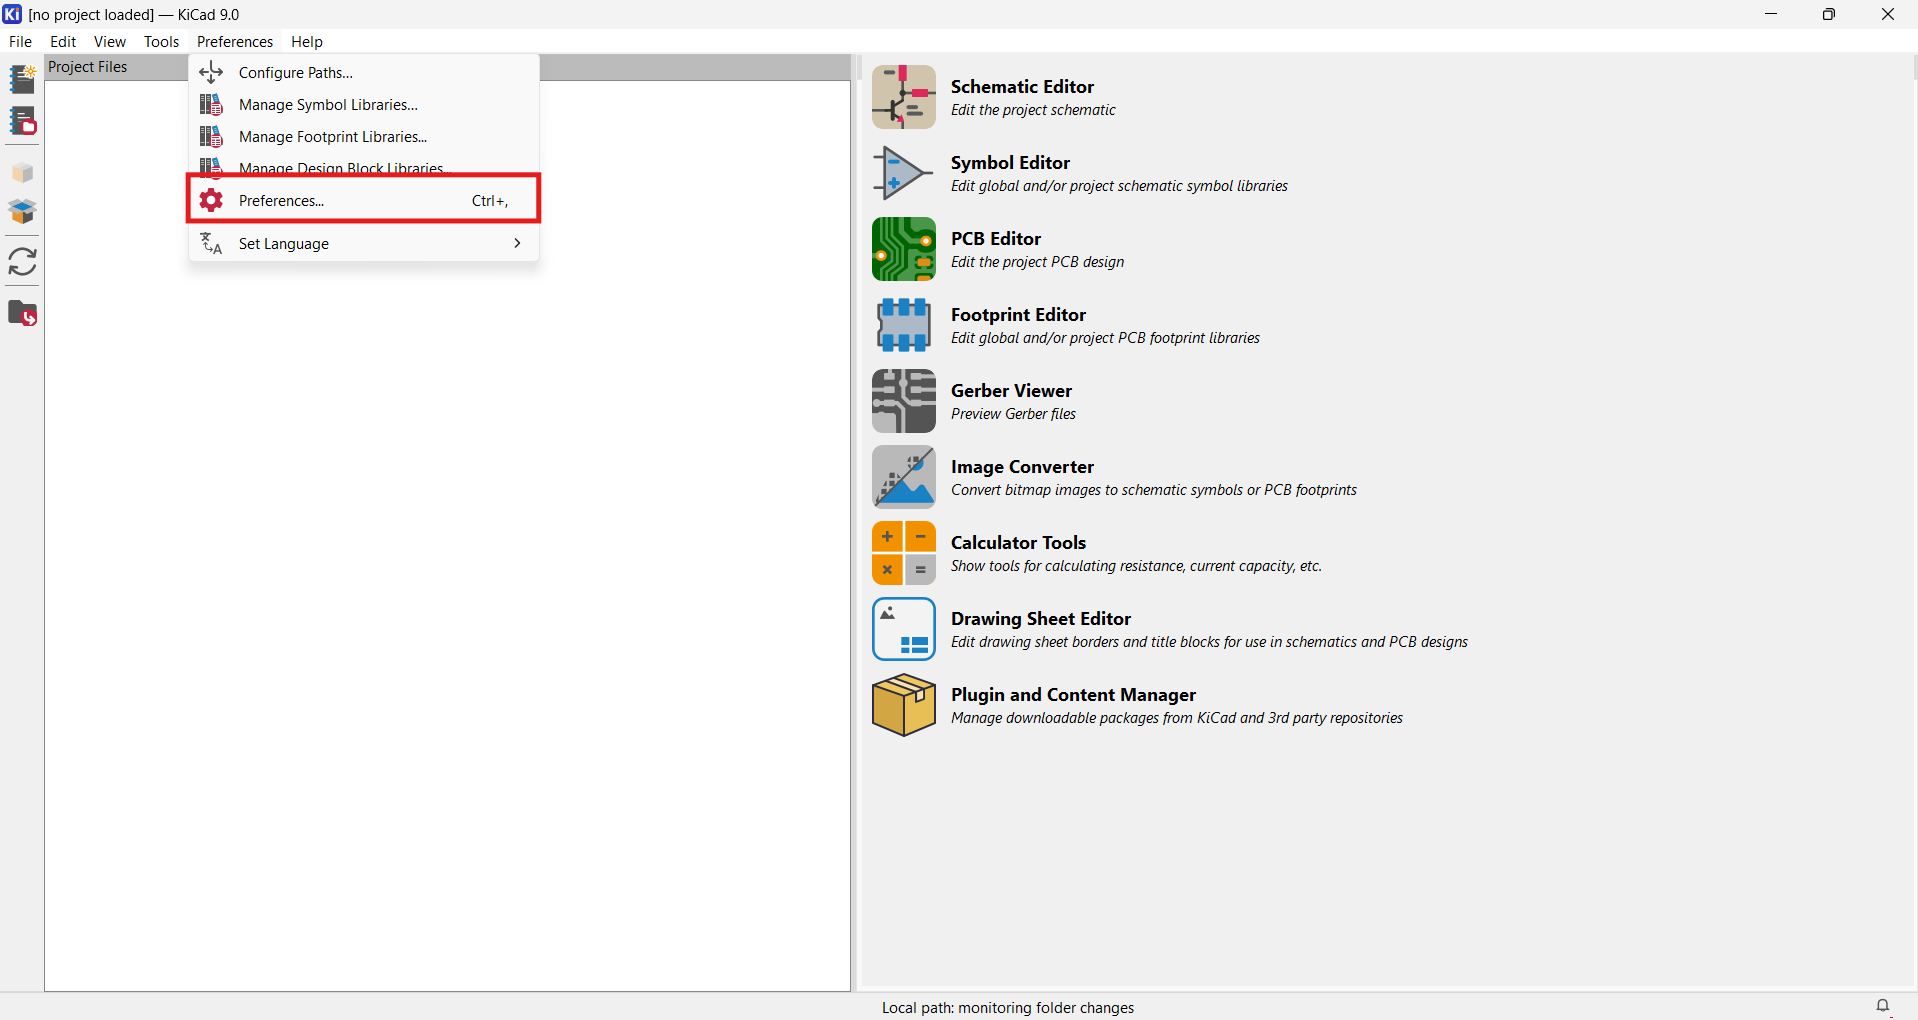 [no project loaded] — KiCad 9.0
File Edit View Tools Preferences Help
Project Files
Configure Paths...
Manage Symbol Libraries...
Manage Footprint Libraries...
Manage Design Block Libraries...
Preferences... Ctrl+,
Set Language
Schematic Editor
Edit the project schematic
Symbol Editor
Edit global and/or project schematic symbol libraries
PCB Editor
Edit the project PCB design
Footprint Editor
Edit global and/or project PCB footprint libraries
Gerber Viewer
Preview Gerber files
Image Converter
Convert bitmap images to schematic symbols or PCB footprints
Calculator Tools
Show tools for calculating resistance, current capacity, etc.
Drawing Sheet Editor
Edit drawing sheet borders and title blocks for use in schematics and PCB designs
Plugin and Content Manager
Manage downloadable packages from KiCad and 3rd party repositories
Local path: monitoring folder changes